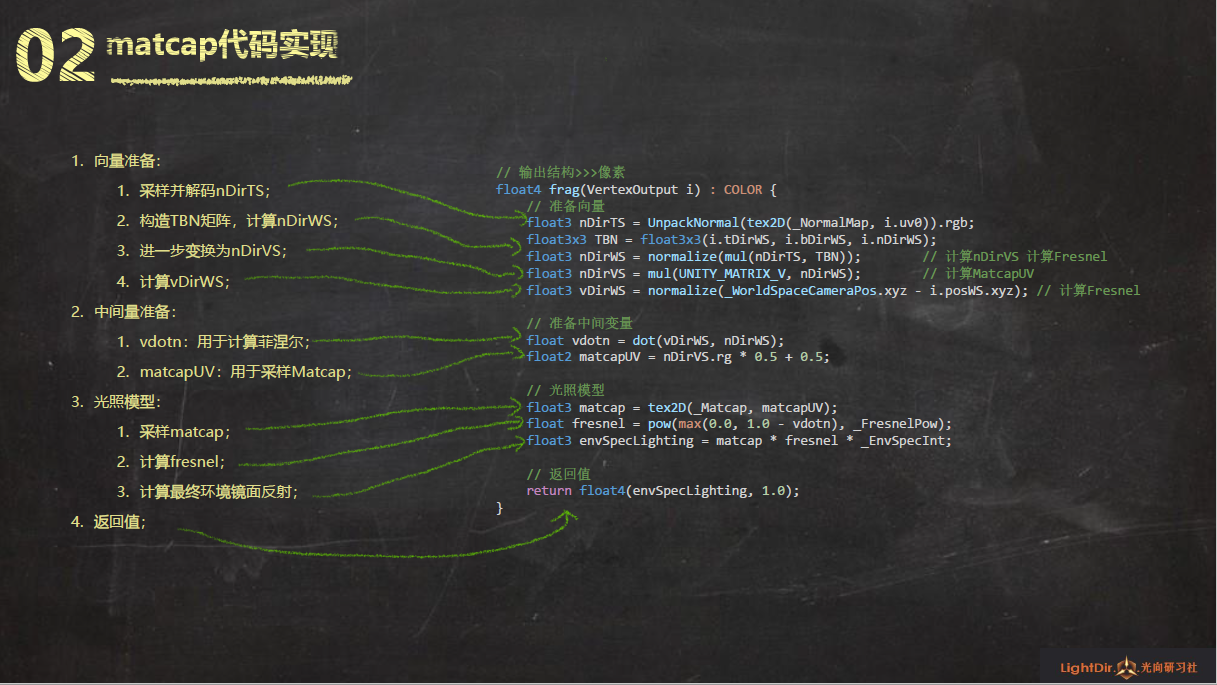 02 matcap代码实现
1. 向量准备:
1. 采样并解码nDirTS;
2. 构造TBN矩阵，计算nDirWS;
3. 进一步变换为nDirVS;
4. 计算vDirWS;
2. 中间量准备:
1. vdotn：用于计算菲涅尔;
2. matcapUV：用于采样Matcap;
3. 光照模型:
1. 采样matcap;
2. 计算fresnel;
3. 计算最终环境镜面反射;
4. 返回值;
// 输出结构>>>像素
float4 frag(VertexOutput i) : COLOR {
// 准备向量
float3 nDirTS = UnpackNormal(tex2D(_NormalMap, i.uv0)).rgb;
float3x3 TBN = float3x3(i.tDirWS, i.bDirWS, i.nDirWS);
float3 nDirWS = normalize(mul(nDirTS, TBN)); // 计算nDirVS 计算Fresnel
float3 nDirVS = mul(UNITY_MATRIX_V, nDirWS); // 计算MatcapUV
float3 vDirWS = normalize(_WorldSpaceCameraPos.xyz - i.posWS.xyz); // 计算Fresnel
// 准备中间变量
float vdotn = dot(vDirWS, nDirWS);
float2 matcapUV = nDirVS.rg * 0.5 + 0.5;
// 光照模型
float3 matcap = tex2D(_Matcap, matcapUV);
float fresnel = pow(max(0.0, 1.0 - vdotn), _FresnelPow);
float3 envSpecLighting = matcap * fresnel * _EnvSpecInt;
// 返回值
return float4(envSpecLighting, 1.0);
}
LightDir.光向研习社